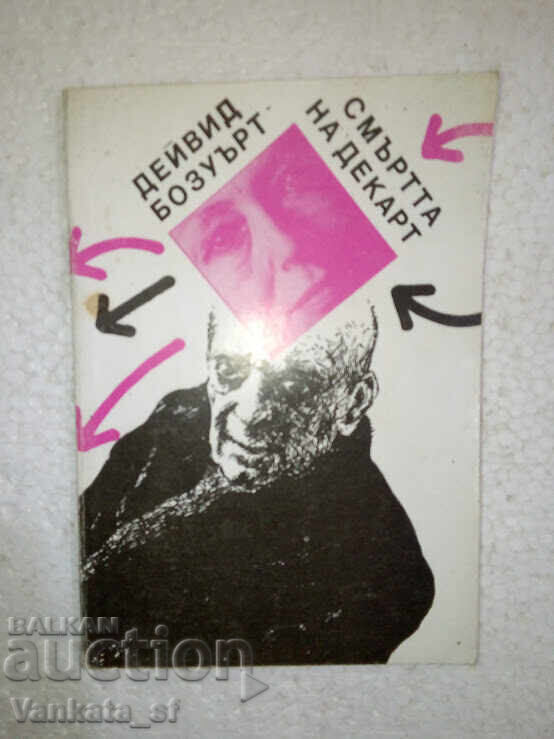 ДЕЙВИД
БОЗУЪРТ
СМЪРТТА
НА ДЕКАРТ
BALKAN
auction
Vankata_sf